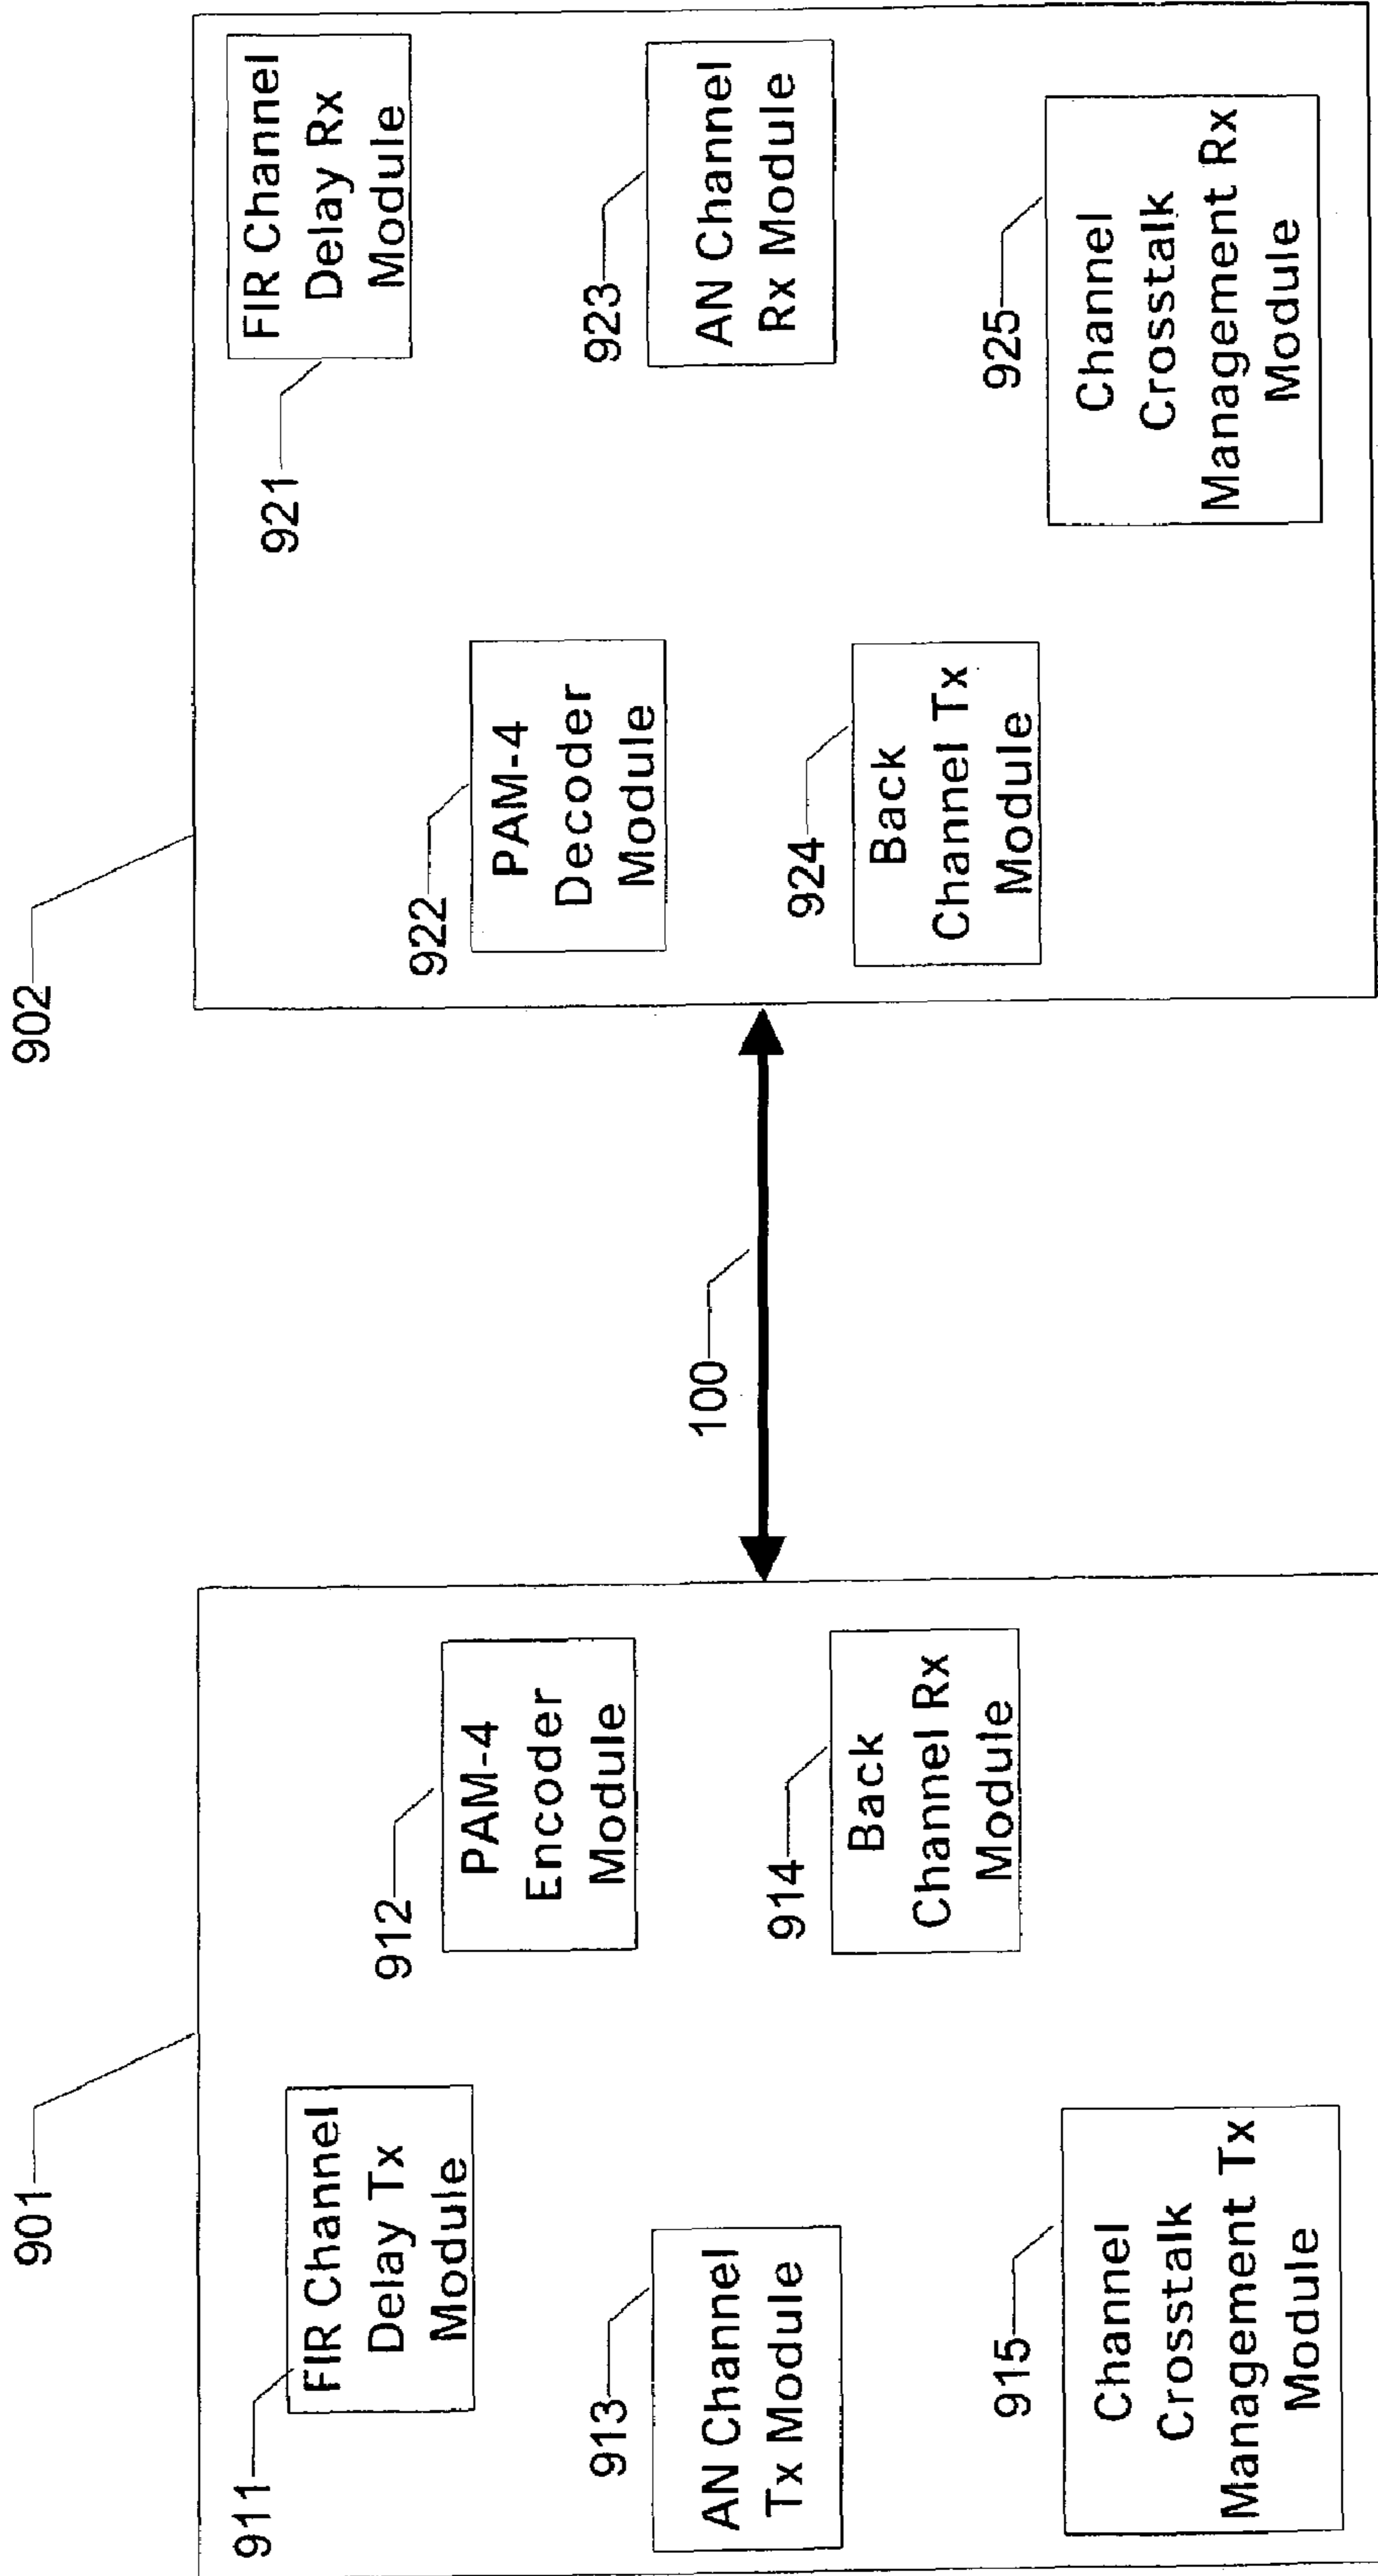 901
911
FIR Channel
Delay Tx
Module
912
PAM-4
Encoder
Module
913
AN Channel
Tx Module
914
Back
Channel Rx
Module
915
Channel
Crosstalk
Management Tx
Module
100
902
921
FIR Channel
Delay Rx
Module
922
PAM-4
Decoder
Module
923
AN Channel
Rx Module
924
Back
Channel Tx
Module
925
Channel
Crosstalk
Management Rx
Module